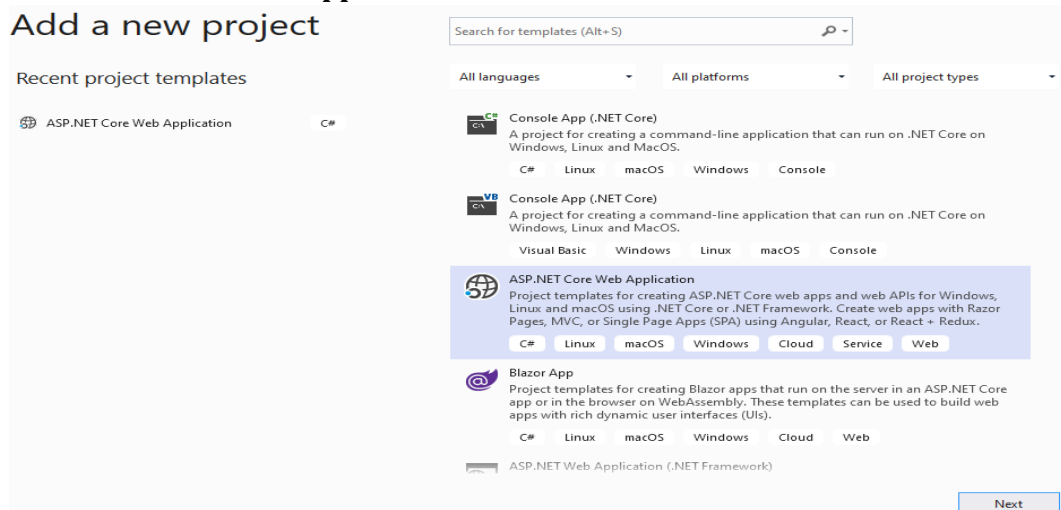 Add a new project
Search for templates (Alt+S)
Recent project templates
All languages
All platforms
All project types
ASP.NET Core Web Application
C#
Console App (.NET Core)
A project for creating a command-line application that can run on .NET Core on
Windows, Linux and MacOS.
C# Linux macOS Windows Console
Console App (.NET Core)
A project for creating a command-line application that can run on .NET Core on
Windows, Linux and MacOS.
Visual Basic Windows Linux macOS Console
ASP.NET Core Web Application
Project templates for creating ASP.NET Core web apps and web APIs for Windows,
Linux and macOS using .NET Core or .NET Framework. Create web apps with Razor
Pages, MVC, or Single Page Apps (SPA) using Angular, React, or React + Redux.
C# Linux macOS Windows Cloud Service Web
Blazor App
Project templates for creating Blazor apps that run on the server in an ASP.NET Core
app or in the browser on WebAssembly. These templates can be used to build web
apps with rich dynamic user interfaces (UIs).
C# Linux macOS Windows Cloud Web
ASP.NET Web Application (.NET Framework)
Next